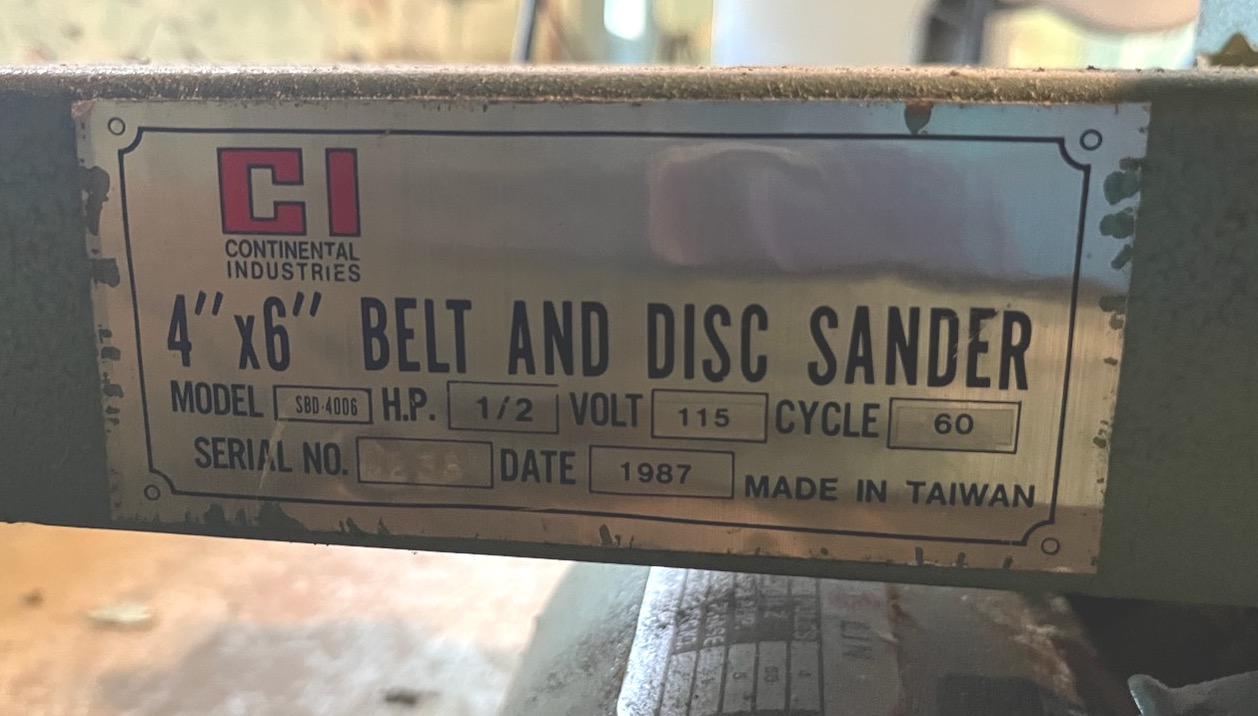 CI
CONTINENTAL
INDUSTRIES
4"x6" BELT AND DISC SANDER
MODEL SBD-4006 H.P. 1/2 VOLT 115 CYCLE 60
SERIAL NO. DATE 1987 MADE IN TAIWAN